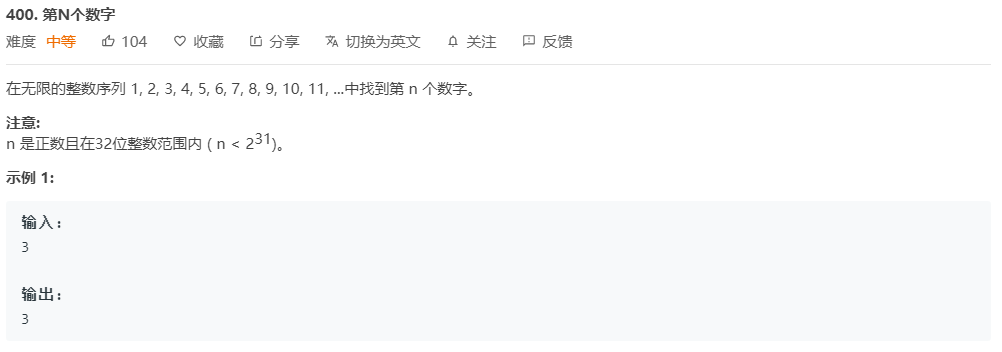 400. 第N个数字
难度 中等 104 收藏 分享 切换为英文 关注 反馈
在无限的整数序列 1, 2, 3, 4, 5, 6, 7, 8, 9, 10, 11, ...中找到第 n 个数字。
注意:
n 是正数且在32位整数范围内 ( n < 2^31)。
示例 1:
输入:
3
输出:
3